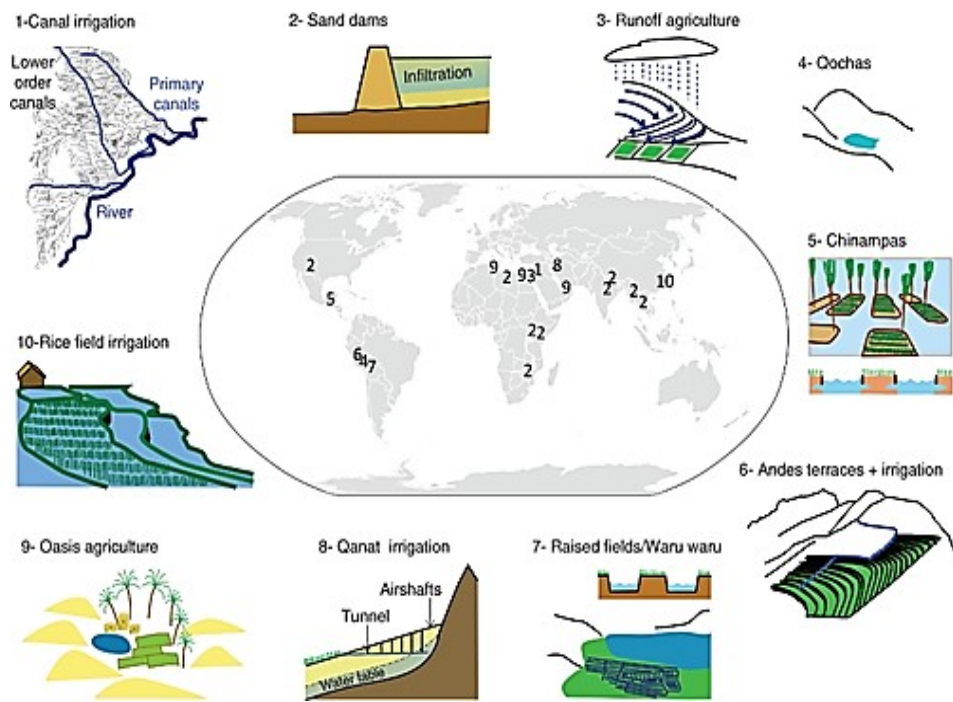 1-Canal irrigation
Lower
order
canals
Primary
canals
River
2- Sand dams
Infiltration
3- Runoff agriculture
4- Qochas
5- Chinampas
2
5
6
4
7
9
2
9
3
1
8
9
2
2
2
2
10
2
2
2
10-Rice field irrigation
6- Andes terraces + irrigation
9- Oasis agriculture
8- Qanat irrigation
Airshafts
Tunnel
Water table
7- Raised fields/Waru waru